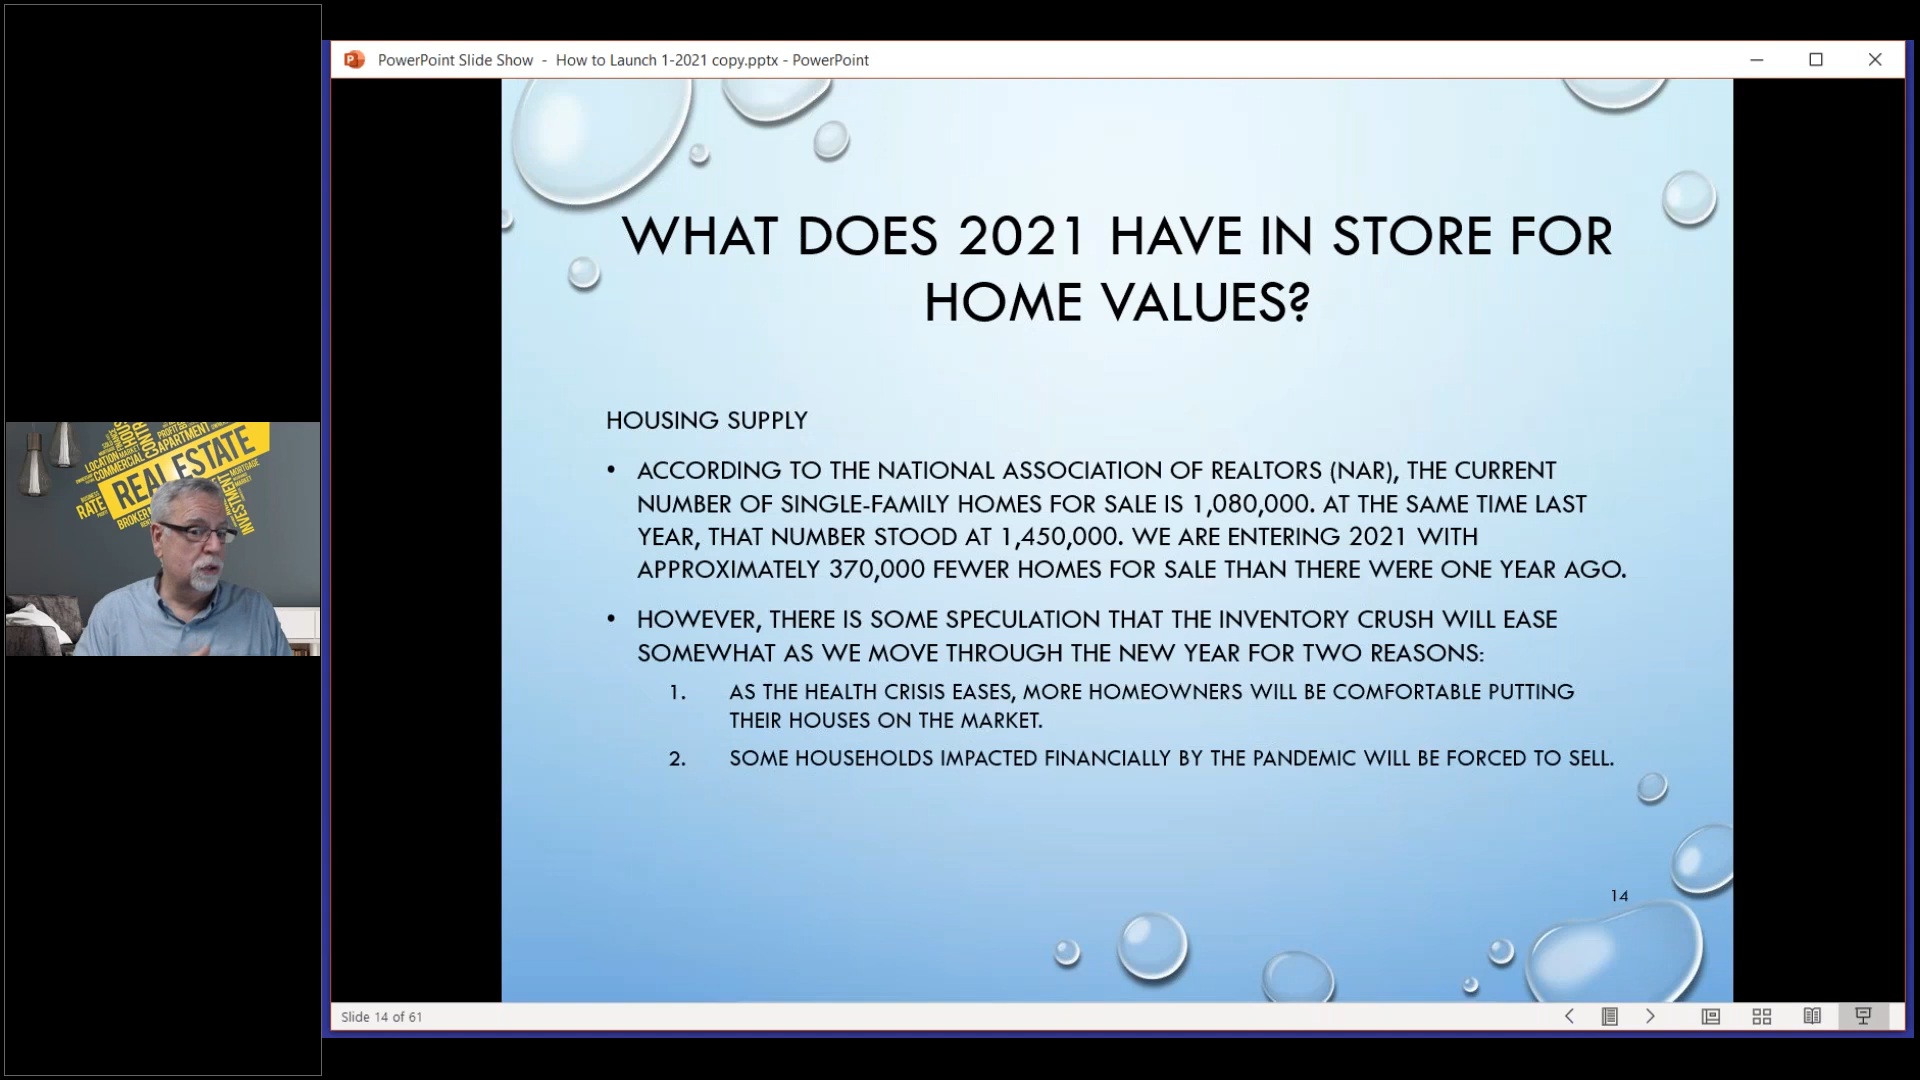 PowerPoint Slide Show - How to Launch 1-2021 copy.pptx - PowerPoint
WHAT DOES 2021 HAVE IN STORE FOR
HOME VALUES?
HOUSING SUPPLY
• ACCORDING TO THE NATIONAL ASSOCIATION OF REALTORS (NAR), THE CURRENT
NUMBER OF SINGLE-FAMILY HOMES FOR SALE IS 1,080,000. AT THE SAME TIME LAST
YEAR, THAT NUMBER STOOD AT 1,450,000. WE ARE ENTERING 2021 WITH
APPROXIMATELY 370,000 FEWER HOMES FOR SALE THAN THERE WERE ONE YEAR AGO.
• HOWEVER, THERE IS SOME SPECULATION THAT THE INVENTORY CRUSH WILL EASE
SOMEWHAT AS WE MOVE THROUGH THE NEW YEAR FOR TWO REASONS:
1. AS THE HEALTH CRISIS EASES, MORE HOMEOWNERS WILL BE COMFORTABLE PUTTING
THEIR HOUSES ON THE MARKET.
2. SOME HOUSEHOLDS IMPACTED FINANCIALLY BY THE PANDEMIC WILL BE FORCED TO SELL.
14
Slide 14 of 61
PROFIT
APARTMENT
LOCATION
COMMERCIAL
REAL ESTATE
MORTGAGE
RATE
INVESTMENT